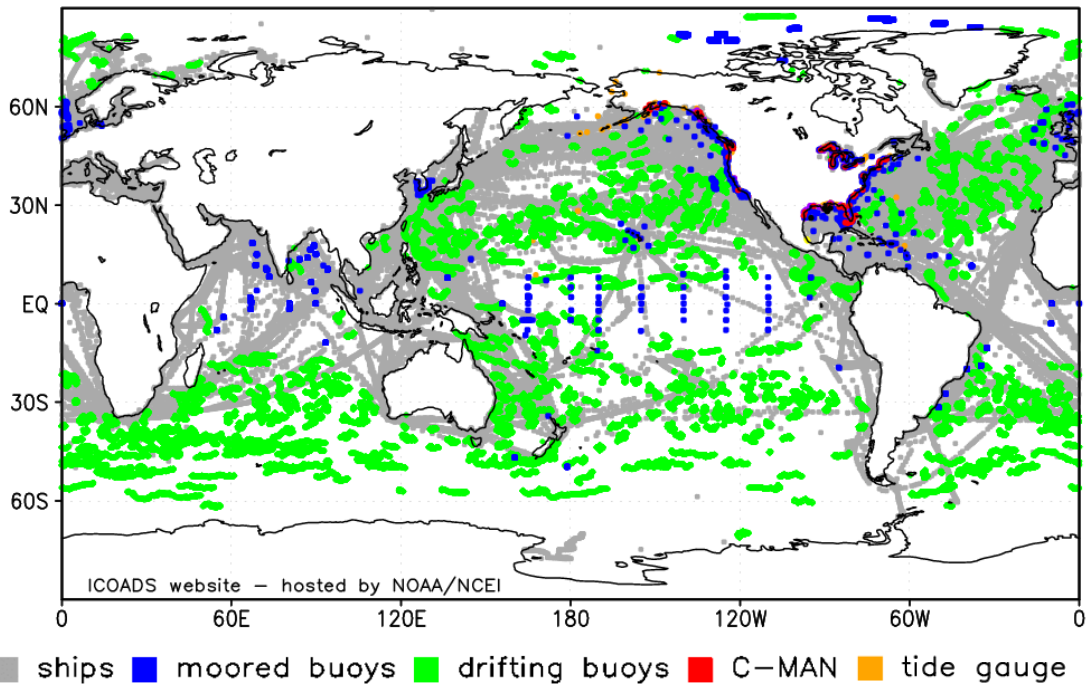 60N
30N
EQ
30S
60S
ICOADS website – hosted by NOAA/NCEI
0 60E 120E 180 120W 60W 0
ships moored buoys drifting buoys C–MAN tide gauge